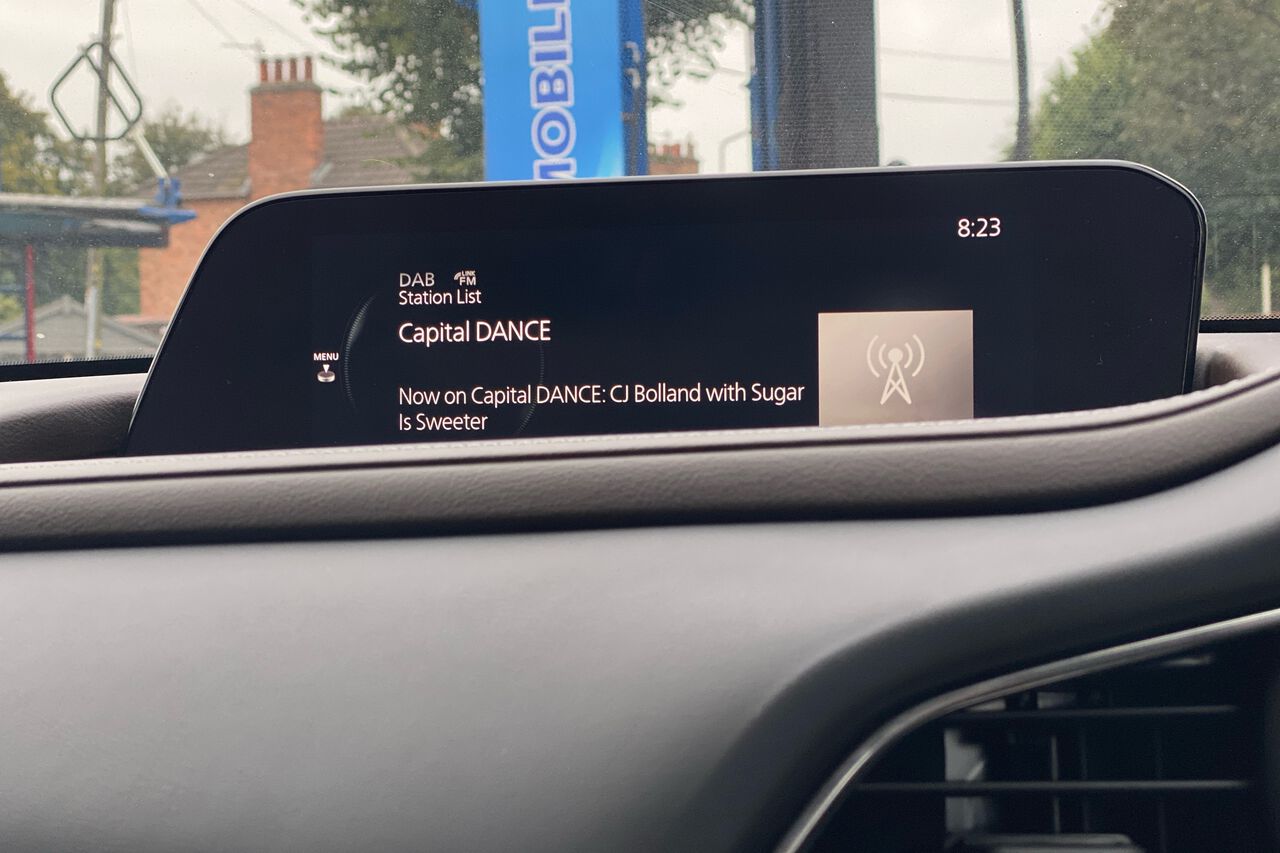 MOBIL
8:23
DAB LINK FM
Station List
Capital DANCE
MENU
Now on Capital DANCE: CJ Bolland with Sugar
Is Sweeter